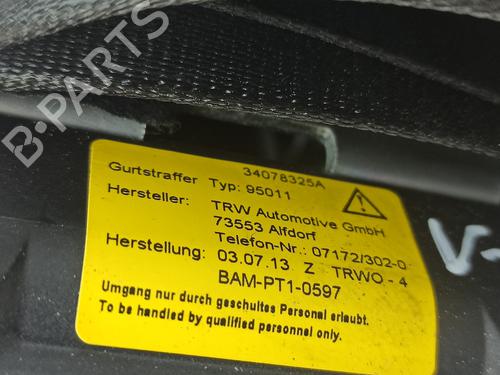 B-PARTS
34078325A
Gurtstraffer Typ: 95011
Hersteller: TRW Automotive GmbH
73553 Alfdorf
Telefon-Nr.: 07172/302-0
Herstellung: 03.07.13 Z TRWO - 4
BAM-PT1-0597
Umgang nur durch geschultes Personal erlaubt.
To be handled by qualified personnel only.
V-